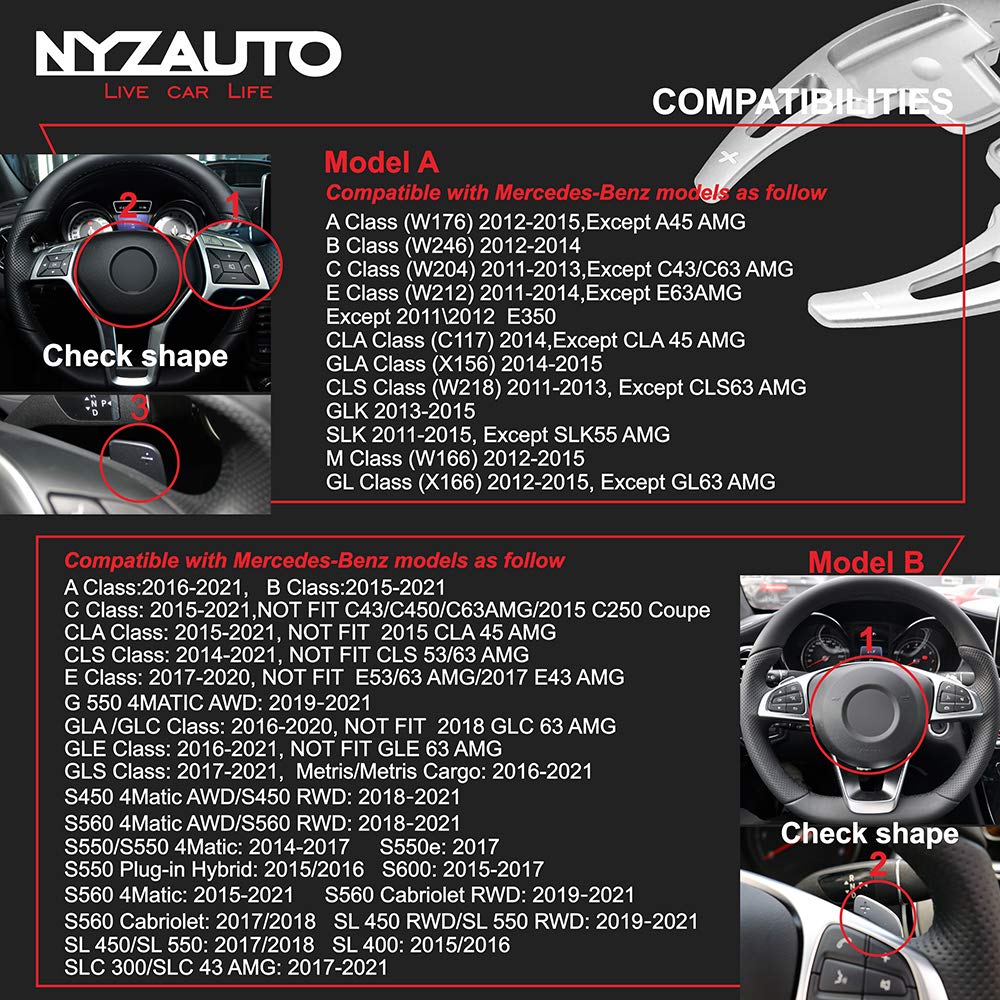 NYZAUTO
LIVE CAR LIFE
COMPATIBILITIES
Model A
Compatible with Mercedes-Benz models as follow
A Class (W176) 2012-2015,Except A45 AMG
B Class (W246) 2012-2014
C Class (W204) 2011-2013,Except C43/C63 AMG
E Class (W212) 2011-2014,Except E63AMG
Except 2011\2012 E350
CLA Class (C117) 2014,Except CLA 45 AMG
GLA Class (X156) 2014-2015
CLS Class (W218) 2011-2013, Except CLS63 AMG
GLK 2013-2015
SLK 2011-2015, Except SLK55 AMG
M Class (W166) 2012-2015
GL Class (X166) 2012-2015, Except GL63 AMG
2
1
Check shape
R
N P
D
3
Model B
Compatible with Mercedes-Benz models as follow
A Class:2016-2021, B Class:2015-2021
C Class: 2015-2021,NOT FIT C43/C450/C63AMG/2015 C250 Coupe
CLA Class: 2015-2021, NOT FIT 2015 CLA 45 AMG
CLS Class: 2014-2021, NOT FIT CLS 53/63 AMG
E Class: 2017-2020, NOT FIT E53/63 AMG/2017 E43 AMG
G 550 4MATIC AWD: 2019-2021
GLA /GLC Class: 2016-2020, NOT FIT 2018 GLC 63 AMG
GLE Class: 2016-2021, NOT FIT GLE 63 AMG
GLS Class: 2017-2021, Metris/Metris Cargo: 2016-2021
S450 4Matic AWD/S450 RWD: 2018-2021
S560 4Matic AWD/S560 RWD: 2018-2021
S550/S550 4Matic: 2014-2017 S550e: 2017
S550 Plug-in Hybrid: 2015/2016 S600: 2015-2017
S560 4Matic: 2015-2021 S560 Cabriolet RWD: 2019-2021
S560 Cabriolet: 2017/2018 SL 450 RWD/SL 550 RWD: 2019-2021
SL 450/SL 550: 2017/2018 SL 400: 2015/2016
SLC 300/SLC 43 AMG: 2017-2021
1
Check shape
2
R
N P